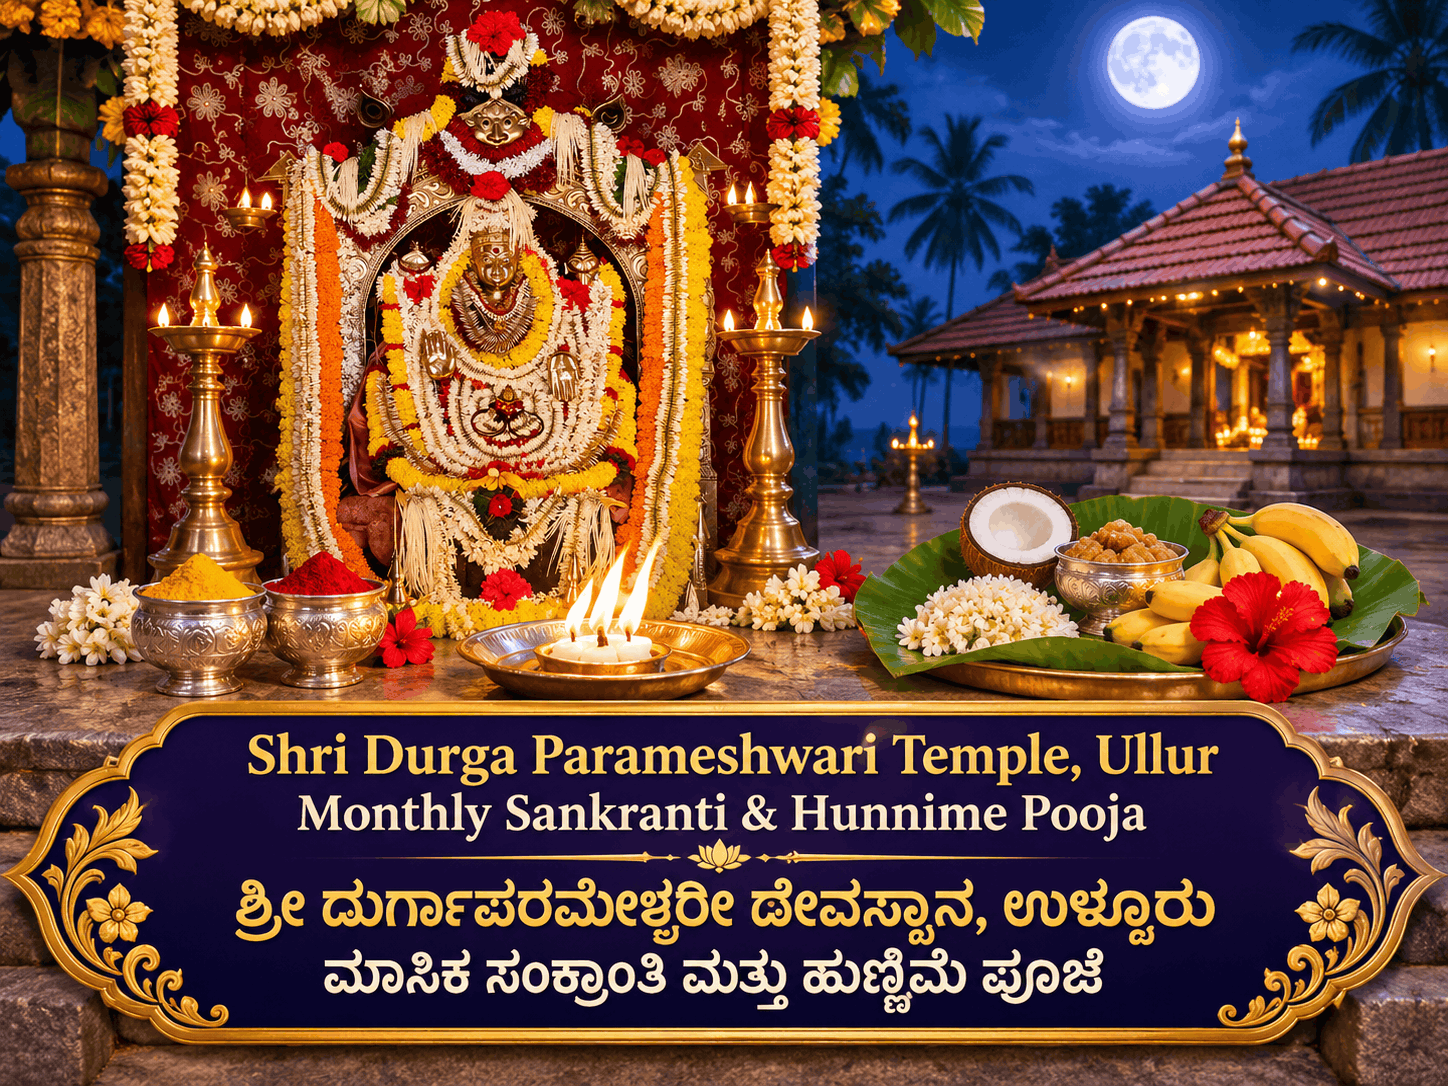 Shri Durga Parameshwari Temple, Ullur
Monthly Sankranti & Hunnime Pooja
ಶ್ರೀ ದುರ್ಗಾಪರಮೇಶ್ವರೀ ದೇವಸ್ಥಾನ, ಉಳ್ಳೂರು
ಮಾಸಿಕ ಸಂಕ್ರಾಂತಿ ಮತ್ತು ಹುಣ್ಣಿಮೆ ಪೂಜೆ